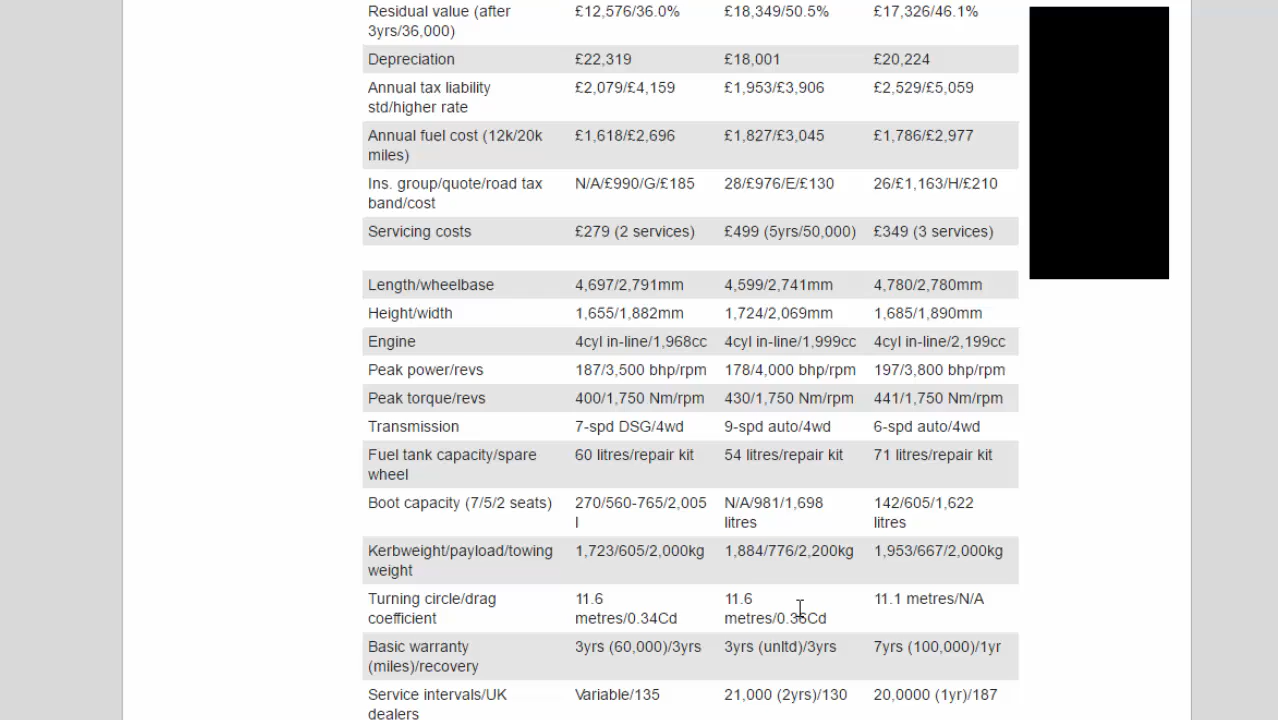 Residual value (after £12,576/36.0% £18,349/50.5% £17,326/46.1%
3yrs/36,000)
Depreciation £22,319 £18,001 £20,224
Annual tax liability £2,079/£4,159 £1,953/£3,906 £2,529/£5,059
std/higher rate
Annual fuel cost (12k/20k £1,618/£2,696 £1,827/£3,045 £1,786/£2,977
miles)
Ins. group/quote/road tax N/A/£990/G/£185 28/£976/E/£130 26/£1,163/H/£210
band/cost
Servicing costs £279 (2 services) £499 (5yrs/50,000) £349 (3 services)
Length/wheelbase 4,697/2,791mm 4,599/2,741mm 4,780/2,780mm
Height/width 1,655/1,882mm 1,724/2,069mm 1,685/1,890mm
Engine 4cyl in-line/1,968cc 4cyl in-line/1,999cc 4cyl in-line/2,199cc
Peak power/revs 187/3,500 bhp/rpm 178/4,000 bhp/rpm 197/3,800 bhp/rpm
Peak torque/revs 400/1,750 Nm/rpm 430/1,750 Nm/rpm 441/1,750 Nm/rpm
Transmission 7-spd DSG/4wd 9-spd auto/4wd 6-spd auto/4wd
Fuel tank capacity/spare 60 litres/repair kit 54 litres/repair kit 71 litres/repair kit
wheel
Boot capacity (7/5/2 seats) 270/560-765/2,005 N/A/981/1,698 142/605/1,622
l litres litres
Kerbweight/payload/towing 1,723/605/2,000kg 1,884/776/2,200kg 1,953/667/2,000kg
weight
Turning circle/drag 11.6 11.6 11.1 metres/N/A
coefficient metres/0.34Cd metres/0.36Cd
Basic warranty 3yrs (60,000)/3yrs 3yrs (unltd)/3yrs 7yrs (100,000)/1yr
(miles)/recovery
Service intervals/UK Variable/135 21,000 (2yrs)/130 20,0000 (1yr)/187
dealers